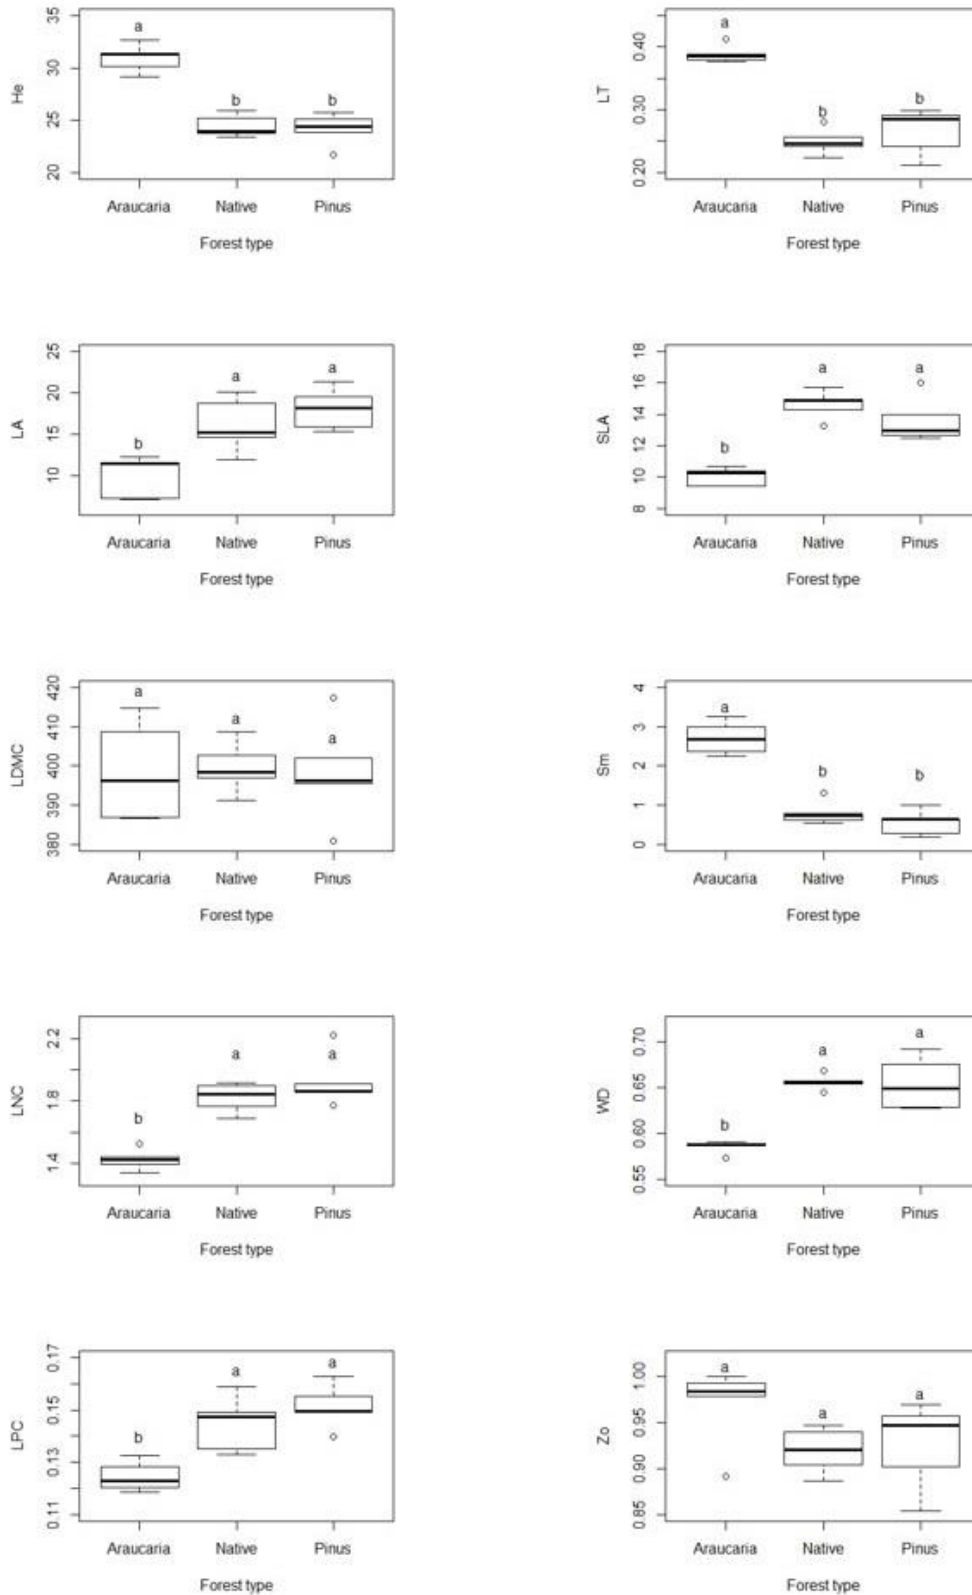 He
35
30
25
20
a
b
b
Araucaria Native Pinus
Forest type
LT
0.40
0.30
0.20
a
b
b
Araucaria Native Pinus
Forest type
LA
25
20
15
10
b
a
a
Araucaria Native Pinus
Forest type
SLA
18
16
14
12
10
8
b
a
a
Araucaria Native Pinus
Forest type
LDMC
420
410
400
390
380
a
a
a
Araucaria Native Pinus
Forest type
Sm
4
3
2
1
0
a
b
b
Araucaria Native Pinus
Forest type
LNC
2.2
1.8
1.4
b
a
a
Araucaria Native Pinus
Forest type
WD
0.70
0.65
0.60
0.55
b
a
a
Araucaria Native Pinus
Forest type
LPC
0.17
0.15
0.13
0.11
b
a
a
Araucaria Native Pinus
Forest type
Zo
1.00
0.95
0.90
0.85
a
a
a
Araucaria Native Pinus
Forest type